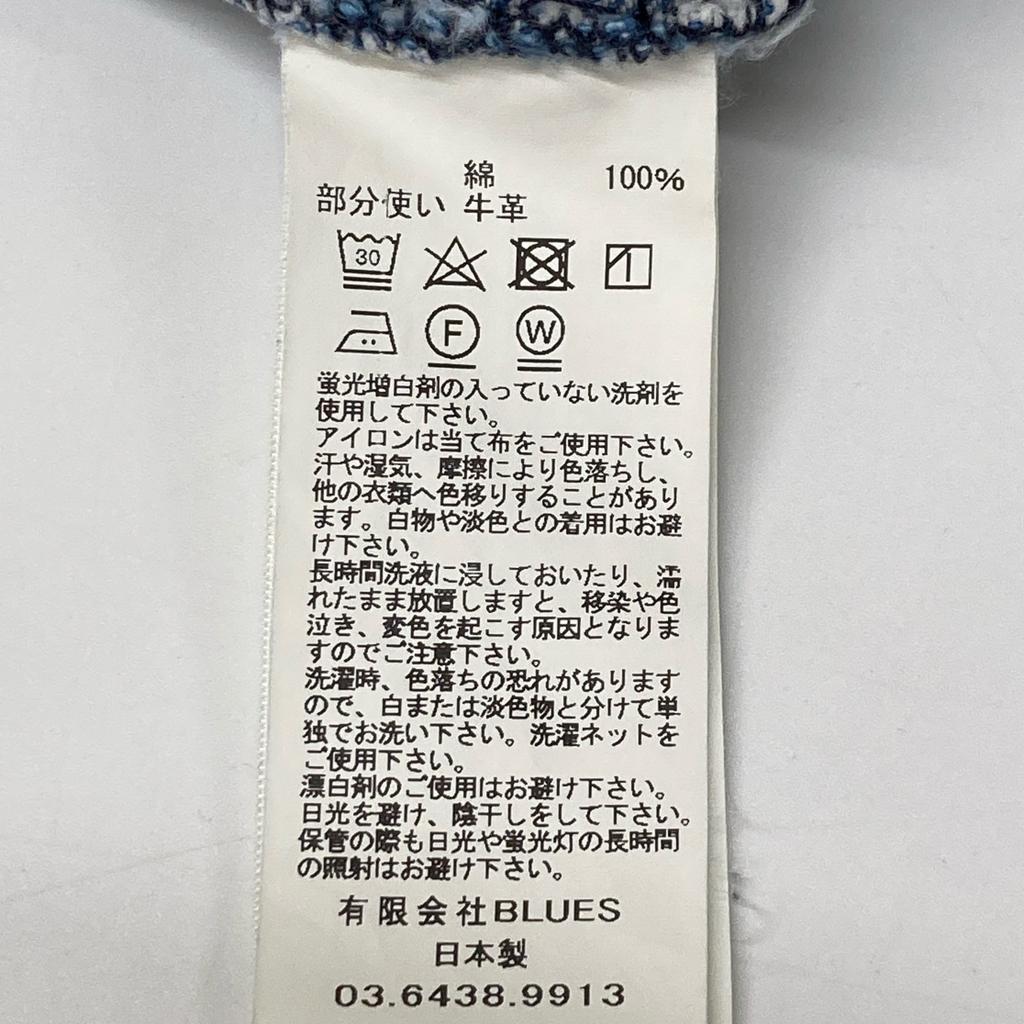 綿 100%
部分使い 牛革
30
F W
蛍光増白剤の入っていない洗剤を
使用して下さい。
アイロンは当て布をご使用下さい。
汗や湿気、摩擦により色落ちし、
他の衣類へ色移りすることがあり
ます。白物や淡色との着用はお避
け下さい。
長時間洗液に浸しておいたり、濡
れたまま放置しますと、移染や色
泣き、変色を起こす原因となりま
すのでご注意下さい。
洗濯時、色落ちの恐れがあります
ので、白または淡色物と分けて単
独でお洗い下さい。洗濯ネットを
ご使用下さい。
漂白剤のご使用はお避け下さい。
日光を避け、陰干しをして下さい。
保管の際も日光や蛍光灯の長時間
の照射はお避け下さい。
有限会社BLUES
日本製
03.6438.9913